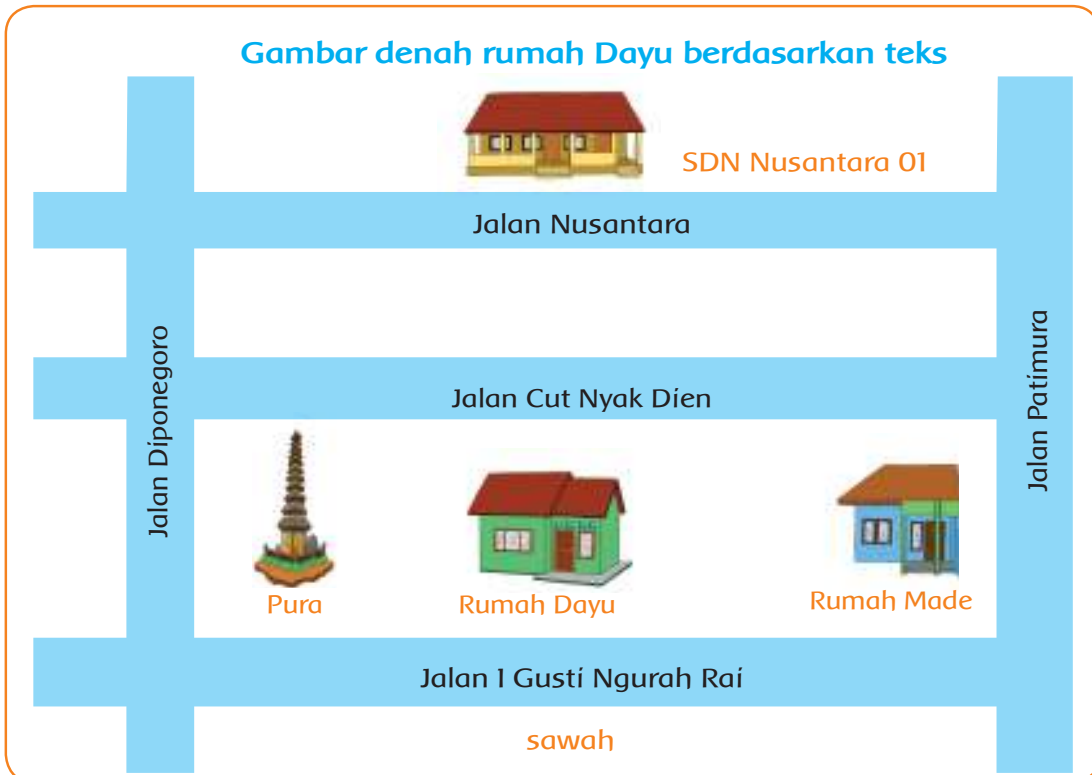 Gambar denah rumah Dayu berdasarkan teks
SDN Nusantara 01
Jalan Nusantara
Jalan Diponegoro
Jalan Patimura
Jalan Cut Nyak Dien
Pura
Rumah Dayu
Rumah Made
Jalan I Gusti Ngurah Rai
sawah